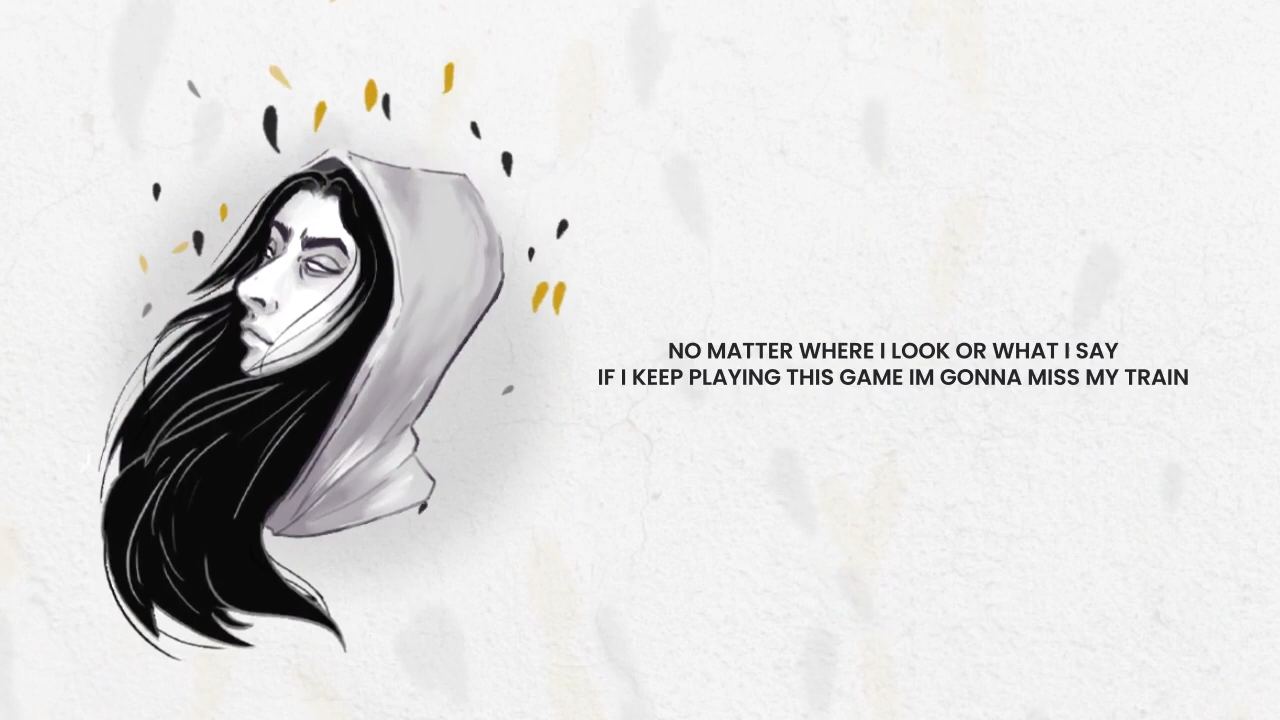 NO MATTER WHERE I LOOK OR WHAT I SAY
IF I KEEP PLAYING THIS GAME IM GONNA MISS MY TRAIN